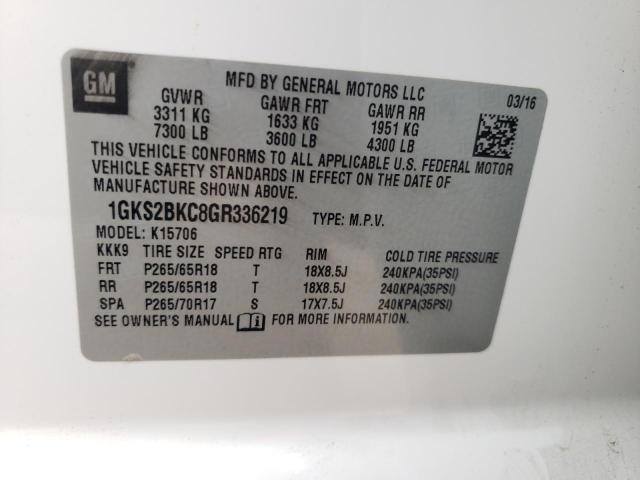 GM
MFD BY GENERAL MOTORS LLC
03/16
GVWR GAWR FRT GAWR RR
3311 KG 1633 KG 1951 KG
7300 LB 3600 LB 4300 LB
THIS VEHICLE CONFORMS TO ALL APPLICABLE U.S. FEDERAL MOTOR
VEHICLE SAFETY STANDARDS IN EFFECT ON THE DATE OF
MANUFACTURE SHOWN ABOVE.
1GKS2BKC8GR336219 TYPE: M.P.V.
MODEL: K15706
KKK9 TIRE SIZE SPEED RTG RIM COLD TIRE PRESSURE
FRT P265/65R18 T 18X8.5J 240KPA(35PSI)
RR P265/65R18 T 18X8.5J 240KPA(35PSI)
SPA P265/70R17 S 17X7.5J 240KPA(35PSI)
SEE OWNER'S MANUAL i FOR MORE INFORMATION.